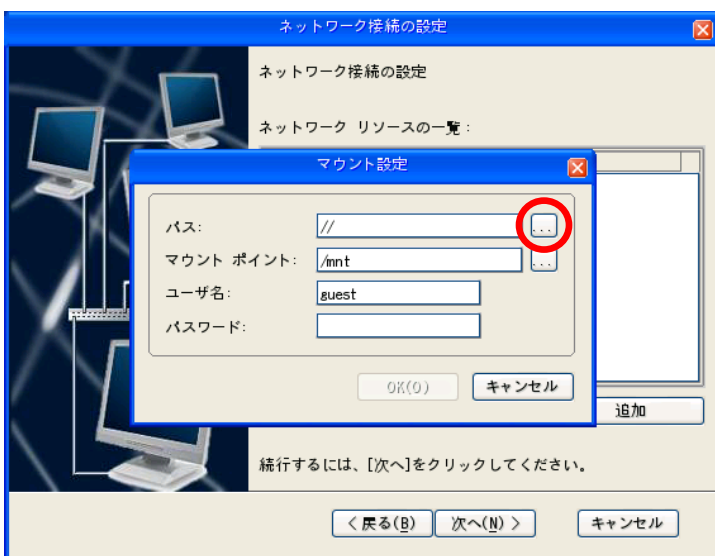 ネットワーク接続の設定
ネットワーク接続の設定
ネットワーク リソースの一覧:
マウント設定
パス: // ...
マウント ポイント: /mnt ...
ユーザ名: guest
パスワード:
OK(O) キャンセル
追加
続行するには、[次へ]をクリックしてください。
<戻る(B) 次へ(N)> キャンセル